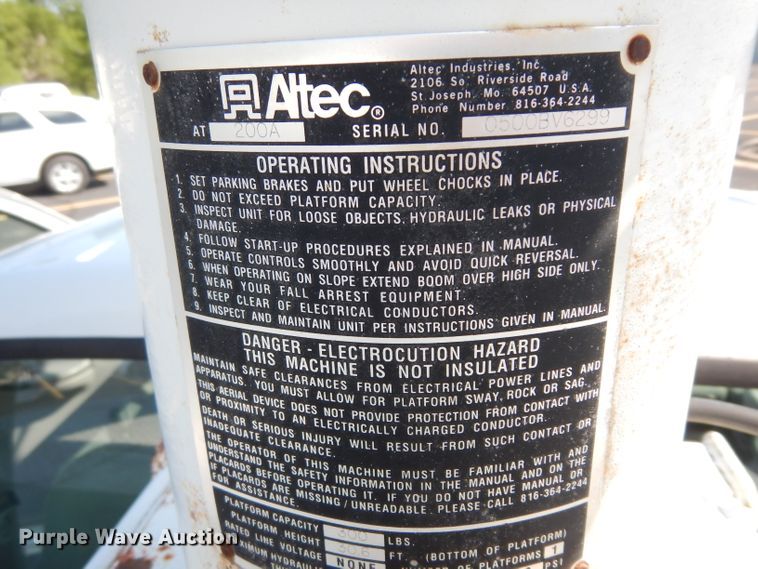 Altec®
Altec Industries, Inc.
2106 So. Riverside Road
St. Joseph, Mo. 64507 U.S.A.
Phone Number 816-364-2244
AT 200A SERIAL NO. 0500BV6299
OPERATING INSTRUCTIONS
1. SET PARKING BRAKES AND PUT WHEEL CHOCKS IN PLACE.
2. DO NOT EXCEED PLATFORM CAPACITY.
3. INSPECT UNIT FOR LOOSE OBJECTS, HYDRAULIC LEAKS OR PHYSICAL
DAMAGE.
4. FOLLOW START-UP PROCEDURES EXPLAINED IN MANUAL.
5. OPERATE CONTROLS SMOOTHLY AND AVOID QUICK REVERSAL.
6. WHEN OPERATING ON SLOPE EXTEND BOOM OVER HIGH SIDE ONLY.
7. WEAR YOUR FALL ARREST EQUIPMENT.
8. KEEP CLEAR OF ELECTRICAL CONDUCTORS.
9. INSPECT AND MAINTAIN UNIT PER INSTRUCTIONS GIVEN IN MANUAL.
DANGER - ELECTROCUTION HAZARD
THIS MACHINE IS NOT INSULATED
MAINTAIN SAFE CLEARANCES FROM ELECTRICAL POWER LINES AND
APPARATUS. YOU MUST ALLOW FOR PLATFORM SWAY, ROCK OR SAG.
THIS AERIAL DEVICE DOES NOT PROVIDE PROTECTION FROM CONTACT WITH
OR PROXIMITY TO AN ELECTRICALLY CHARGED CONDUCTOR.
DEATH OR SERIOUS INJURY WILL RESULT FROM SUCH CONTACT OR
INADEQUATE CLEARANCE.
THE OPERATOR OF THIS MACHINE MUST BE FAMILIAR WITH AND
UNDERSTAND THE SAFETY INFORMATION IN THE MANUAL AND ON THE
PLACARDS BEFORE OPERATING IT. IF YOU DO NOT HAVE MANUAL OR
IF PLACARDS ARE MISSING/UNREADABLE, PLEASE CALL 816-364-2244
FOR ASSISTANCE.
PLATFORM CAPACITY 300 LBS.
PLATFORM HEIGHT 30.6 FT. (BOTTOM OF PLATFORM)
RATED LINE VOLTAGE NONE NUMBER OF PLATFORMS 1
PSI
Purple Wave Auction